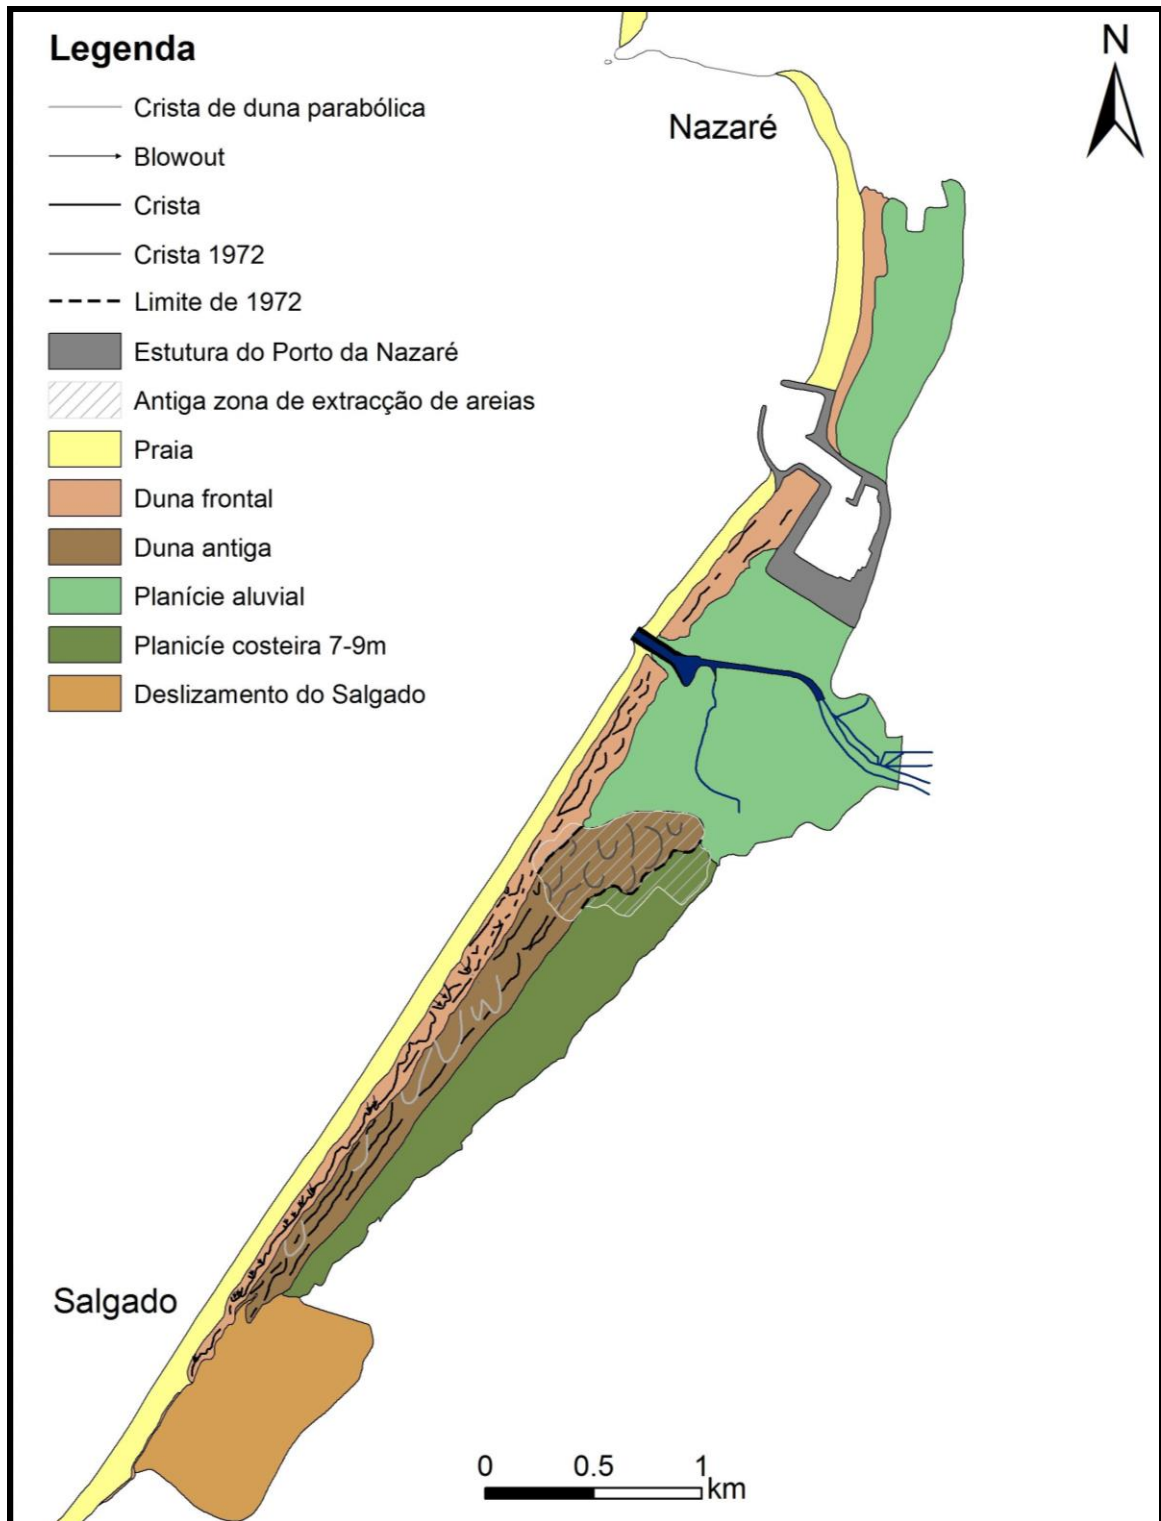 Legenda
Crista de duna parabólica
Blowout
Crista
Crista 1972
Limite de 1972
Estutura do Porto da Nazaré
Antiga zona de extracção de areias
Praia
Duna frontal
Duna antiga
Planície aluvial
Planicíe costeira 7-9m
Deslizamento do Salgado
N
Nazaré
Salgado
0 0.5 1
km